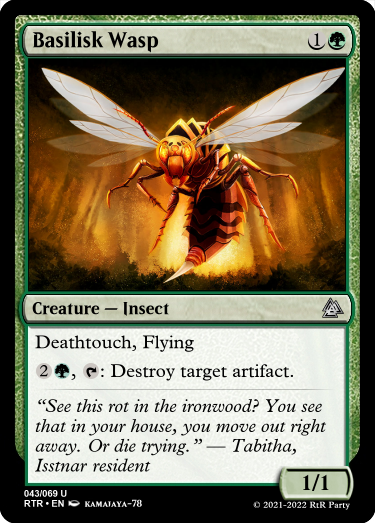 Basilisk Wasp 1
Creature — Insect
Deathtouch, Flying
2, : Destroy target artifact.
“See this rot in the ironwood? You see
that in your house, you move out right
away. Or die trying.” — Tabitha,
Isstnar resident
1/1
043/069 U
RTR • EN KAMAJAYA-78
© 2021-2022 RtR Party